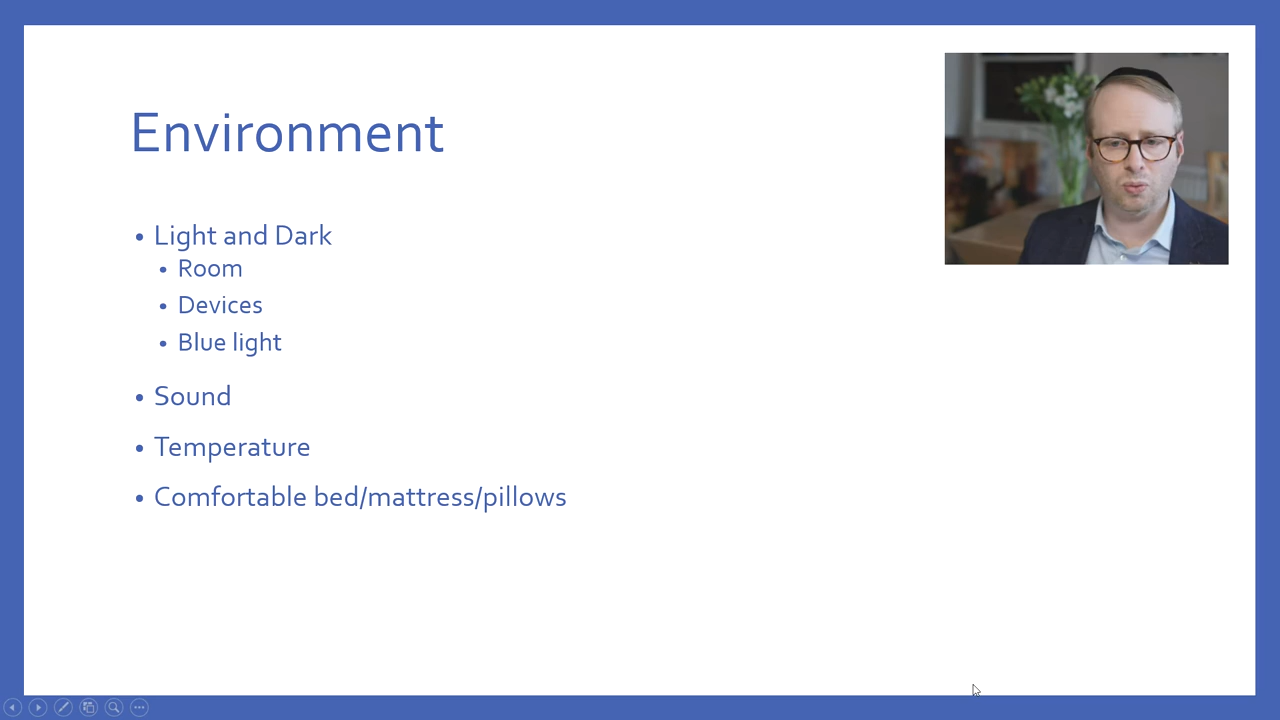 Environment
• Light and Dark
• Room
• Devices
• Blue light
• Sound
• Temperature
• Comfortable bed/mattress/pillows